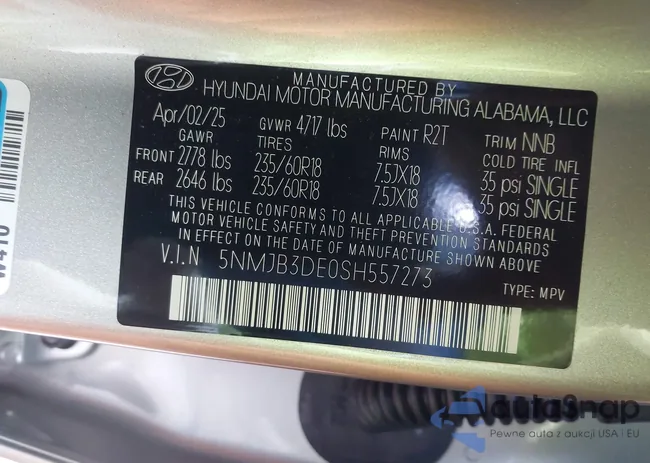 MANUFACTURED BY
HYUNDAI MOTOR MANUFACTURING ALABAMA, LLC
Apr/02/25 GVWR 4717 lbs PAINT R2T TRIM NNB
GAWR TIRES RIMS COLD TIRE INFL
FRONT 2778 lbs 235/60R18 7.5JX18 35 psi SINGLE
REAR 2646 lbs 235/60R18 7.5JX18 35 psi SINGLE
THIS VEHICLE CONFORMS TO ALL APPLICABLE U.S.A. FEDERAL
MOTOR VEHICLE SAFETY AND THEFT PREVENTION STANDARDS
IN EFFECT ON THE DATE OF MANUFACTURE SHOWN ABOVE.
V.I.N 5NMJB3DE0SH557273
TYPE: MPV
W410
AutoSnap
Pewne auta z aukcji USA i EU